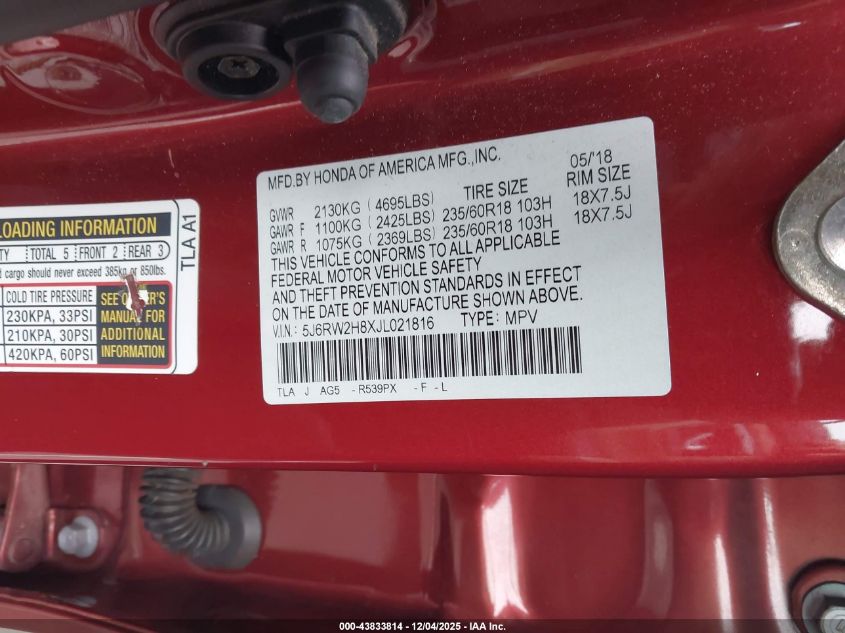 MFD.BY HONDA OF AMERICA MFG.,INC. 05/'18
TIRE SIZE RIM SIZE
GVWR 2130KG (4695LBS)
GAWR F 1100KG (2425LBS) 235/60R18 103H 18X7.5J
GAWR R 1075KG (2369LBS) 235/60R18 103H 18X7.5J
THIS VEHICLE CONFORMS TO ALL APPLICABLE
FEDERAL MOTOR VEHICLE SAFETY
AND THEFT PREVENTION STANDARDS IN EFFECT
ON THE DATE OF MANUFACTURE SHOWN ABOVE.
V.I.N: 5J6RW2H8XJL021816 TYPE: MPV
TLA J AG5 -R539PX -F -L
LOADING INFORMATION
TOTAL 5 FRONT 2 REAR 3
cargo should never exceed 385kg or 850lbs.
COLD TIRE PRESSURE
230KPA, 33PSI
210KPA, 30PSI
420KPA, 60PSI
SEE OWNER'S
MANUAL FOR
ADDITIONAL
INFORMATION
TLA A1
000-43833814 - 12/04/2025 - IAA Inc.